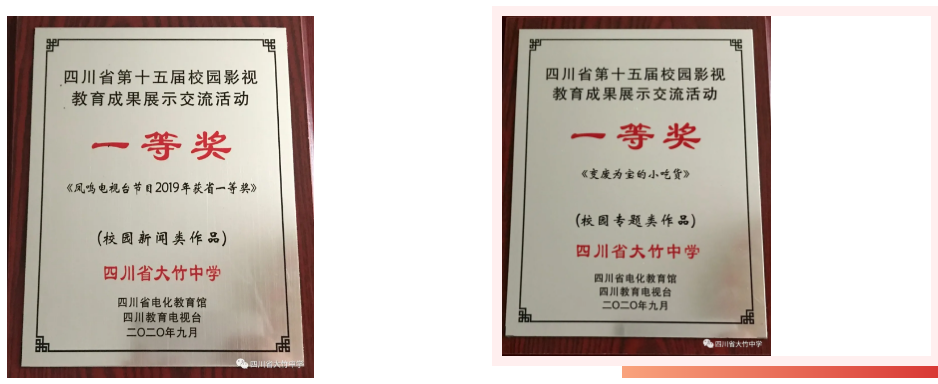 四川省第十五届校园影视
教育成果展示交流活动
一等奖
《凤鸣电视台节目2019年获省一等奖》
(校园新闻类作品)
四川省大竹中学
四川省电化教育馆
四川教育电视台
二〇二〇年九月
四川省大竹中学
四川省第十五届校园影视
教育成果展示交流活动
一等奖
《变废为宝的小吃货》
(校园专题类作品)
四川省大竹中学
四川省电化教育馆
四川教育电视台
二〇二〇年九月
四川省大竹中学